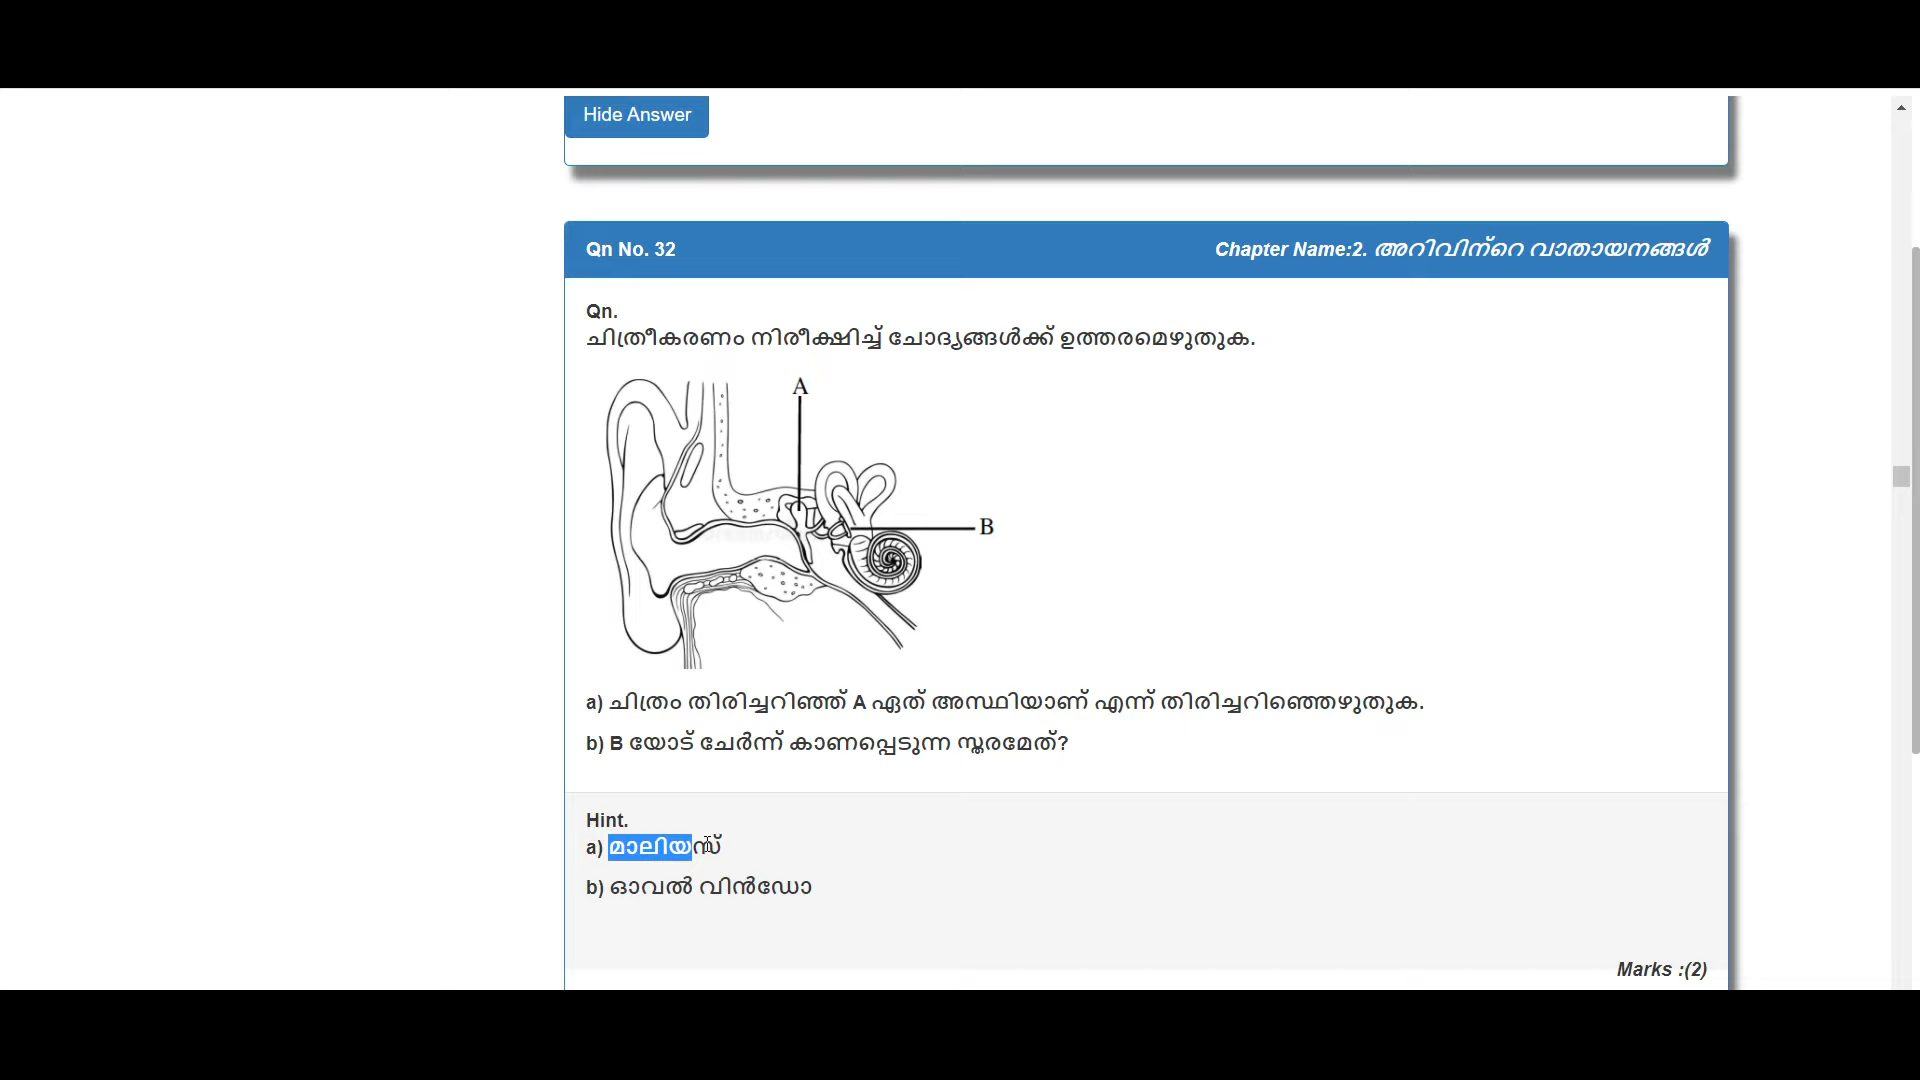 Hide Answer
Qn No. 32
Chapter Name:2. അറിവിന്റെ വാതായനങ്ങൾ
Qn.
ചിത്രീകരണം നിരീക്ഷിച്ച് ചോദ്യങ്ങൾക്ക് ഉത്തരമെഴുതുക.
A
B
a) ചിത്രം തിരിച്ചറിഞ്ഞ് A ഏത് അസ്ഥിയാണ് എന്ന് തിരിച്ചറിഞ്ഞെഴുതുക.
b) B യോട് ചേർന്ന് കാണപ്പെടുന്ന സ്തരമേത്?
Hint.
a) മാലിയസ്
b) ഓവൽ വിൻഡോ
Marks :(2)